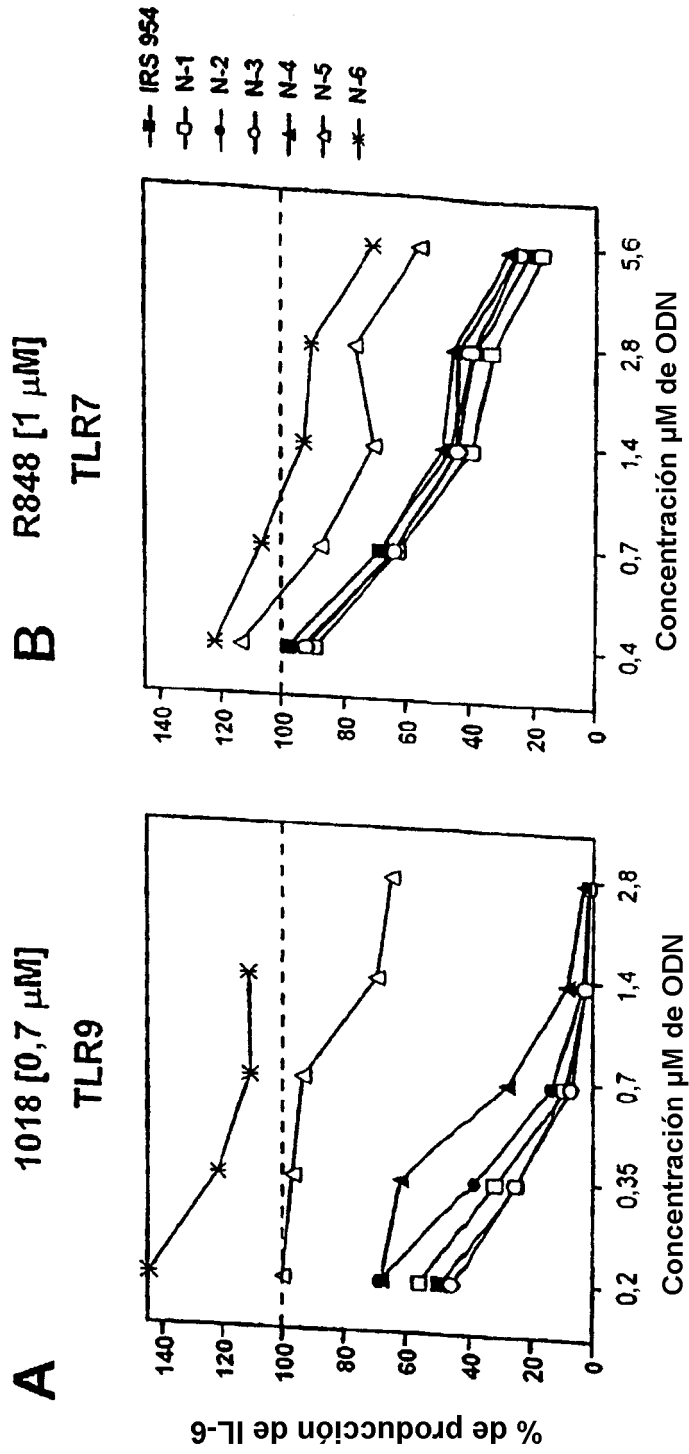 A
1018 [0,7 µM]
TLR9
% de producción de IL-6
140
120
100
80
60
40
20
0
0,2
0,35
0,7
1,4
2,8
Concentración µM de ODN
B
R848 [1 µM]
TLR7
140
120
100
80
60
40
20
0
0,4
0,7
1,4
2,8
5,6
Concentración µM de ODN
IRS 954
N-1
N-2
N-3
N-4
N-5
N-6